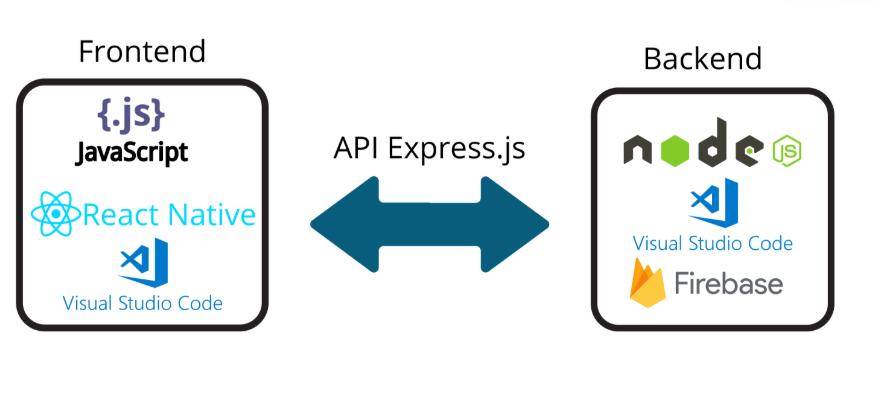 Frontend
{.js}
JavaScript
React Native
Visual Studio Code
API Express.js
Backend
node JS
Visual Studio Code
Firebase